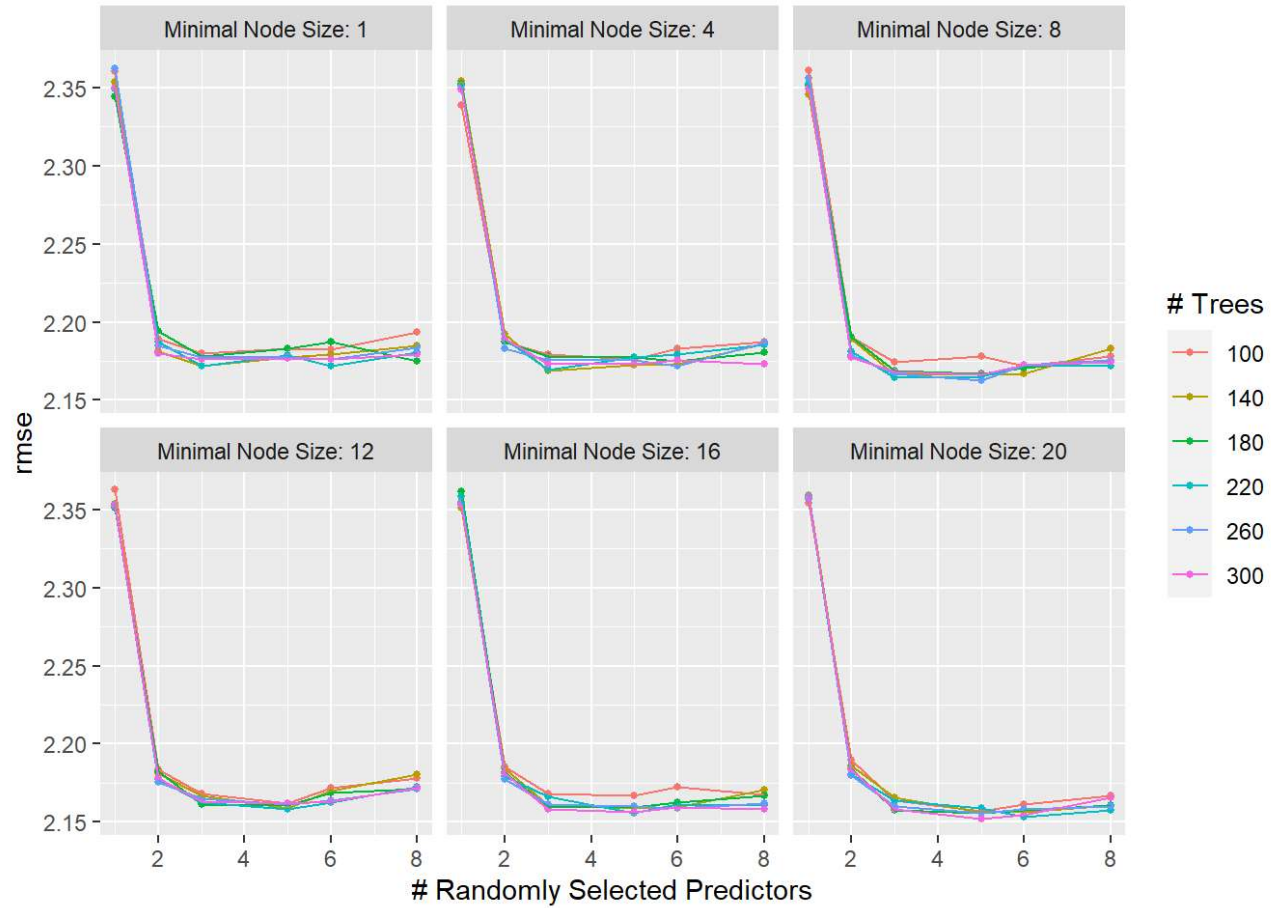 Minimal Node Size: 1
Minimal Node Size: 4
Minimal Node Size: 8
2.35
2.30
2.25
2.20
2.15
Minimal Node Size: 12
Minimal Node Size: 16
Minimal Node Size: 20
2.35
2.30
2.25
2.20
2.15
2 4 6 8
2 4 6 8
2 4 6 8
rmse
# Randomly Selected Predictors
# Trees
100
140
180
220
260
300